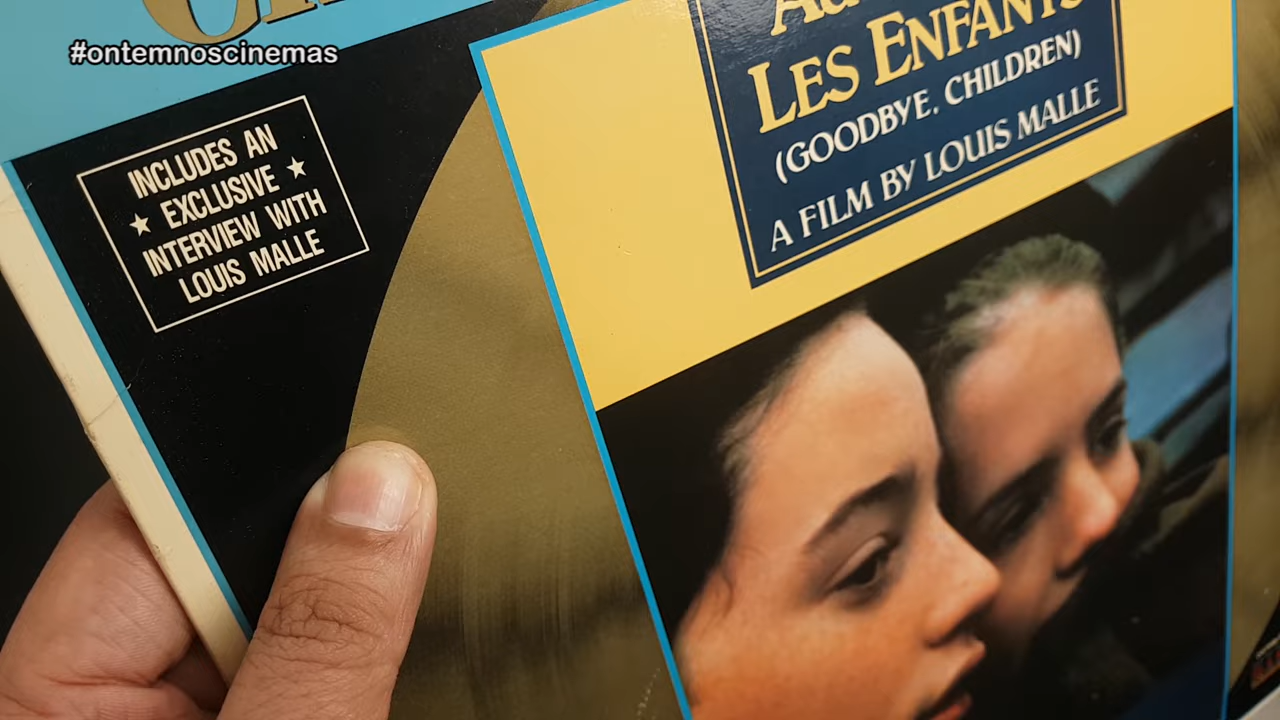 #ontemnoscinemas
INCLUDES AN
★ EXCLUSIVE ★
INTERVIEW WITH
LOUIS MALLE
LES ENFANTS
(GOODBYE, CHILDREN)
A FILM BY LOUIS MALLE